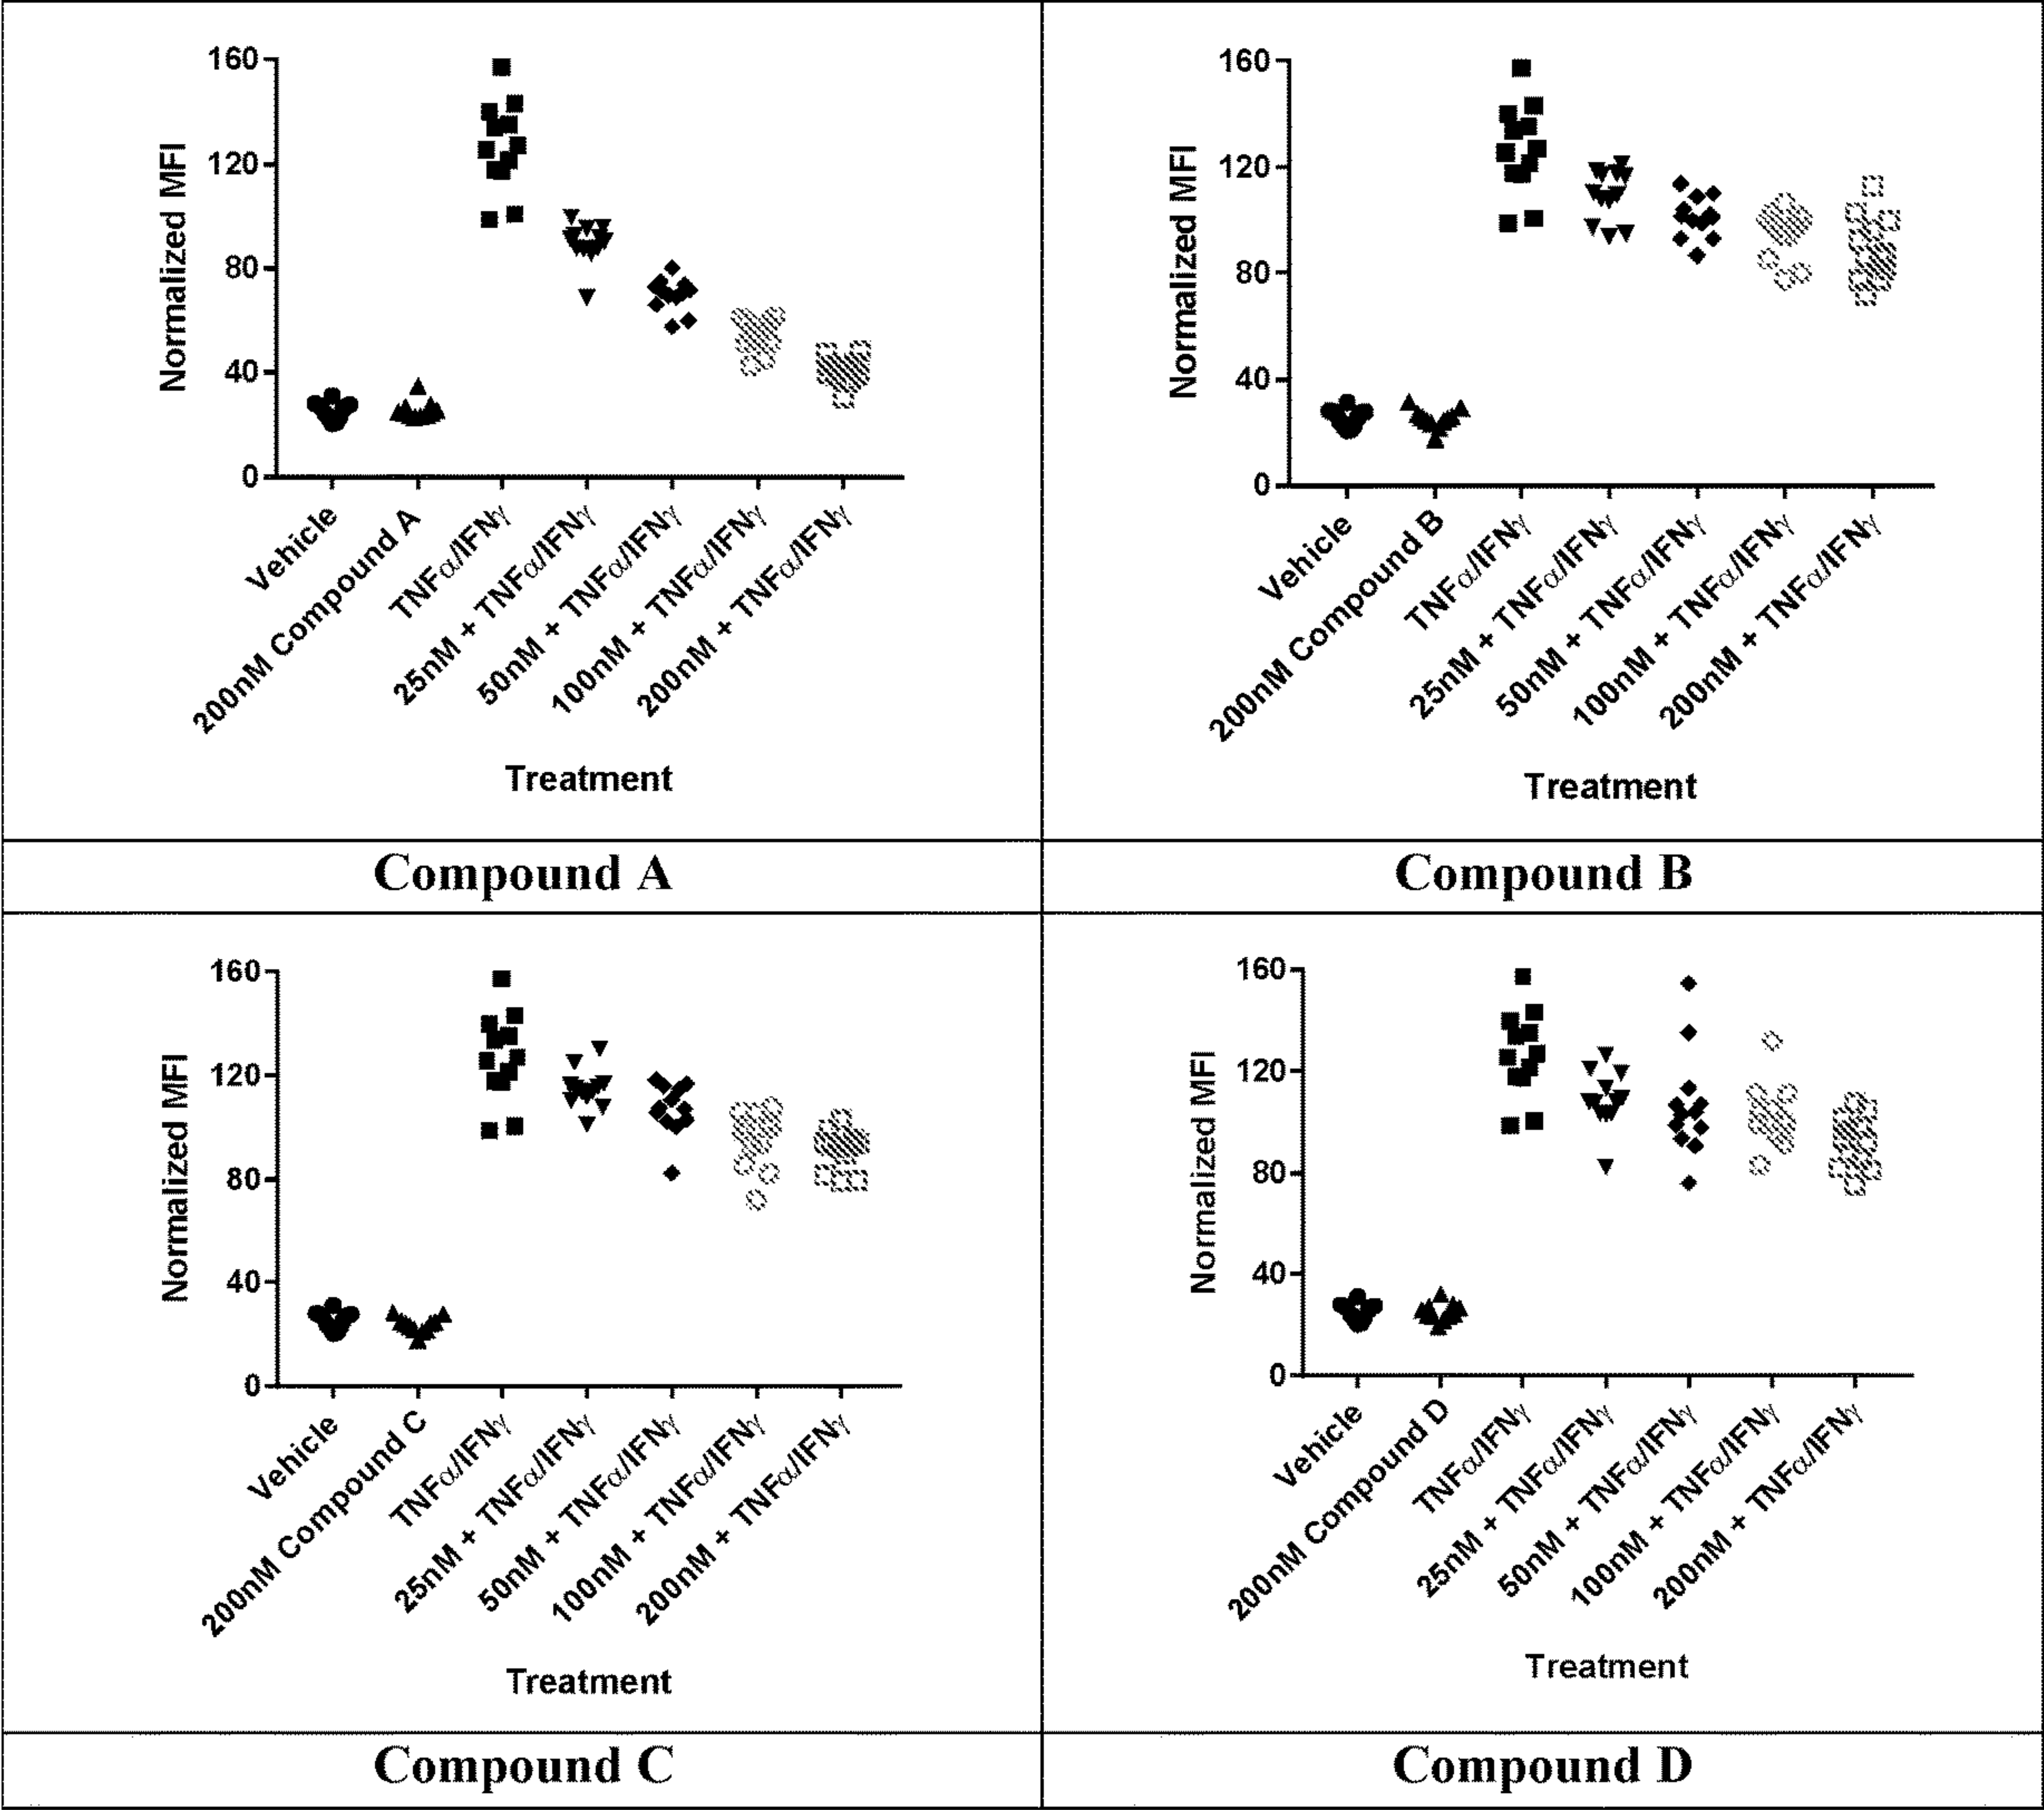 160
120
80
40
0
Normalized MFI
Vehicle
200nM Compound A
TNFα/IFNγ
25nM + TNFα/IFNγ
50nM + TNFα/IFNγ
100nM + TNFα/IFNγ
200nM + TNFα/IFNγ
Treatment
160
120
80
40
0
Normalized MFI
Vehicle
200nM Compound B
TNFα/IFNγ
25nM + TNFα/IFNγ
50nM + TNFα/IFNγ
100nM + TNFα/IFNγ
200nM + TNFα/IFNγ
Treatment
Compound A
Compound B
160
120
80
40
0
Normalized MFI
Vehicle
200nM Compound C
TNFα/IFNγ
25nM + TNFα/IFNγ
50nM + TNFα/IFNγ
100nM + TNFα/IFNγ
200nM + TNFα/IFNγ
Treatment
160
120
80
40
0
Normalized MFI
Vehicle
200nM Compound D
TNFα/IFNγ
25nM + TNFα/IFNγ
50nM + TNFα/IFNγ
100nM + TNFα/IFNγ
200nM + TNFα/IFNγ
Treatment
Compound C
Compound D